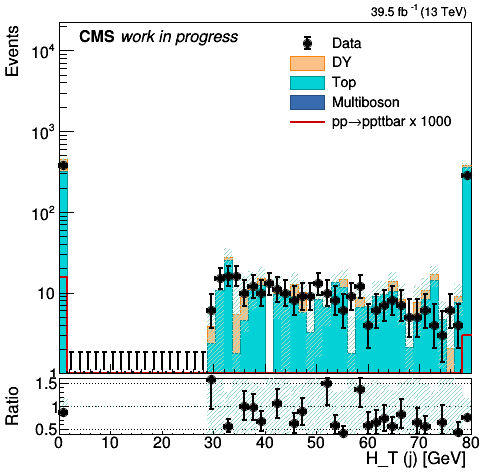 39.5 fb⁻¹ (13 TeV)
CMS work in progress
Data
DY
Top
Multiboson
pp→ppttbar x 1000
Events
10⁴
10³
10²
10
1
Ratio
1.5
1
0.5
0 10 20 30 40 50 60 70 80
H_T (j) [GeV]